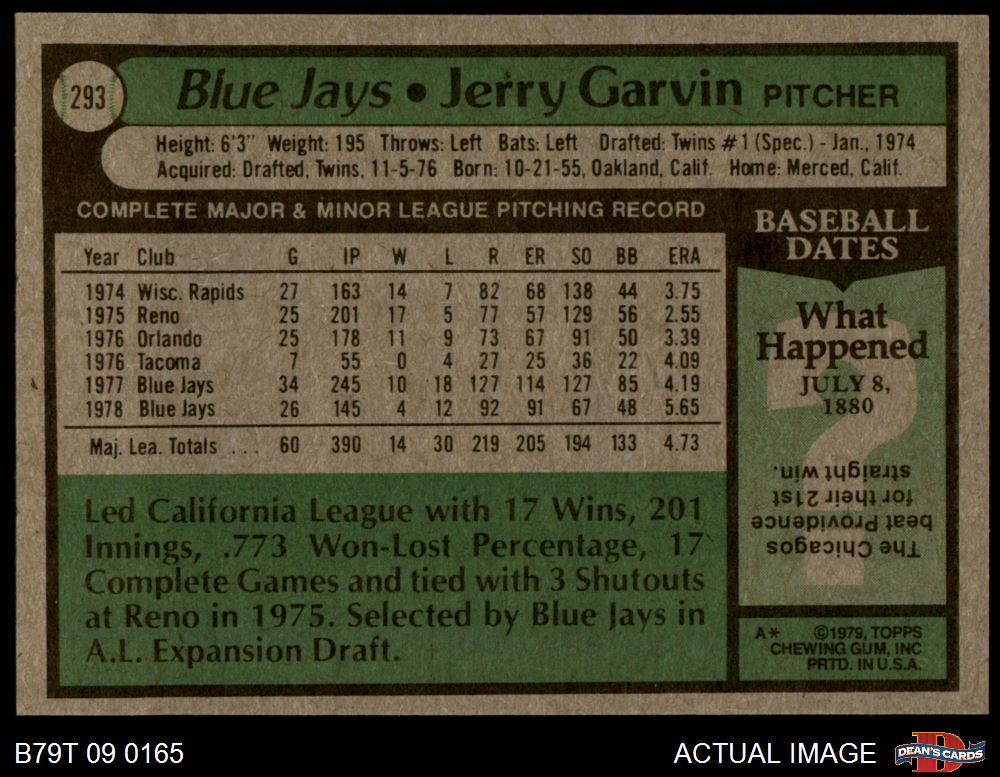 293
Blue Jays • Jerry Garvin PITCHER
Height: 6'3" Weight: 195 Throws: Left Bats: Left Drafted: Twins #1 (Spec.) - Jan., 1974
Acquired: Drafted, Twins, 11-5-76 Born: 10-21-55, Oakland, Calif. Home: Merced, Calif.
COMPLETE MAJOR & MINOR LEAGUE PITCHING RECORD
Year Club G IP W L R ER SO BB ERA
1974 Wisc. Rapids 27 163 14 7 82 68 138 44 3.75
1975 Reno 25 201 17 5 77 57 129 56 2.55
1976 Orlando 25 178 11 9 73 67 91 50 3.39
1976 Tacoma 7 55 0 4 27 25 36 22 4.09
1977 Blue Jays 34 245 10 18 127 114 127 85 4.19
1978 Blue Jays 26 145 4 12 92 91 67 48 5.65
Maj. Lea. Totals ... 60 390 14 30 219 205 194 133 4.73
Led California League with 17 Wins, 201
Innings, .773 Won-Lost Percentage, 17
Complete Games and tied with 3 Shutouts
at Reno in 1975. Selected by Blue Jays in
A.L. Expansion Draft.
BASEBALL
DATES
What
Happened
JULY 8,
1880
The Chicagos
beat Providence
for their 21st
straight win.
A* ©1979, TOPPS
CHEWING GUM, INC
PRTD. IN U.S.A.
B79T 09 0165
ACTUAL IMAGE
DEAN'S CARDS